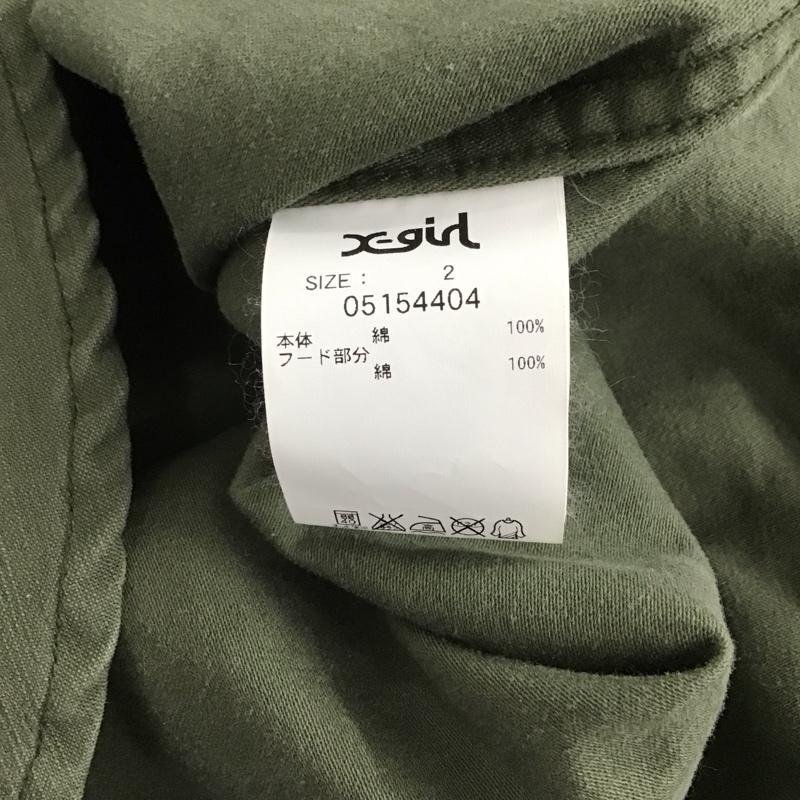 X-girl
SIZE : 2
05154404
本体 綿 100%
フード部分
綿 100%